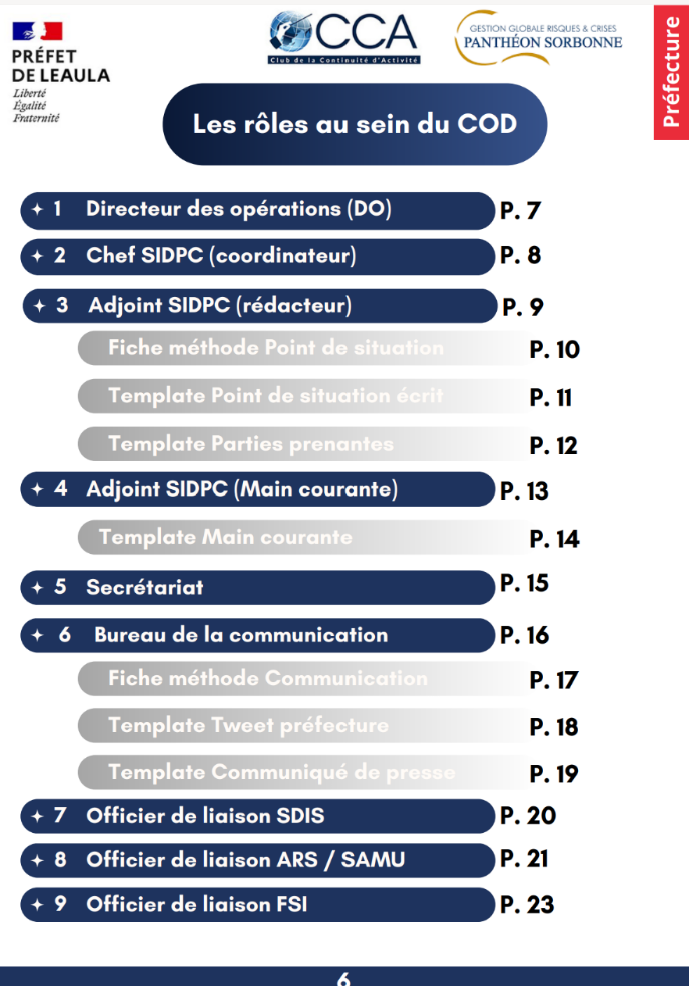 PRÉFET
DE LEAULA
Liberté
Égalité
Fraternité
CCA
Club de la Continuité d'Activité
GESTION GLOBALE RISQUES & CRISES
PANTHÉON SORBONNE
Préfecture
Les rôles au sein du COD
1 Directeur des opérations (DO) P. 7
2 Chef SIDPC (coordinateur) P. 8
3 Adjoint SIDPC (rédacteur) P. 9
Fiche méthode Point de situation P. 10
Template Point de situation écrit P. 11
Template Parties prenantes P. 12
4 Adjoint SIDPC (Main courante) P. 13
Template Main courante P. 14
5 Secrétariat P. 15
6 Bureau de la communication P. 16
Fiche méthode Communication P. 17
Template Tweet préfecture P. 18
Template Communiqué de presse P. 19
7 Officier de liaison SDIS P. 20
8 Officier de liaison ARS / SAMU P. 21
9 Officier de liaison FSI P. 23
6